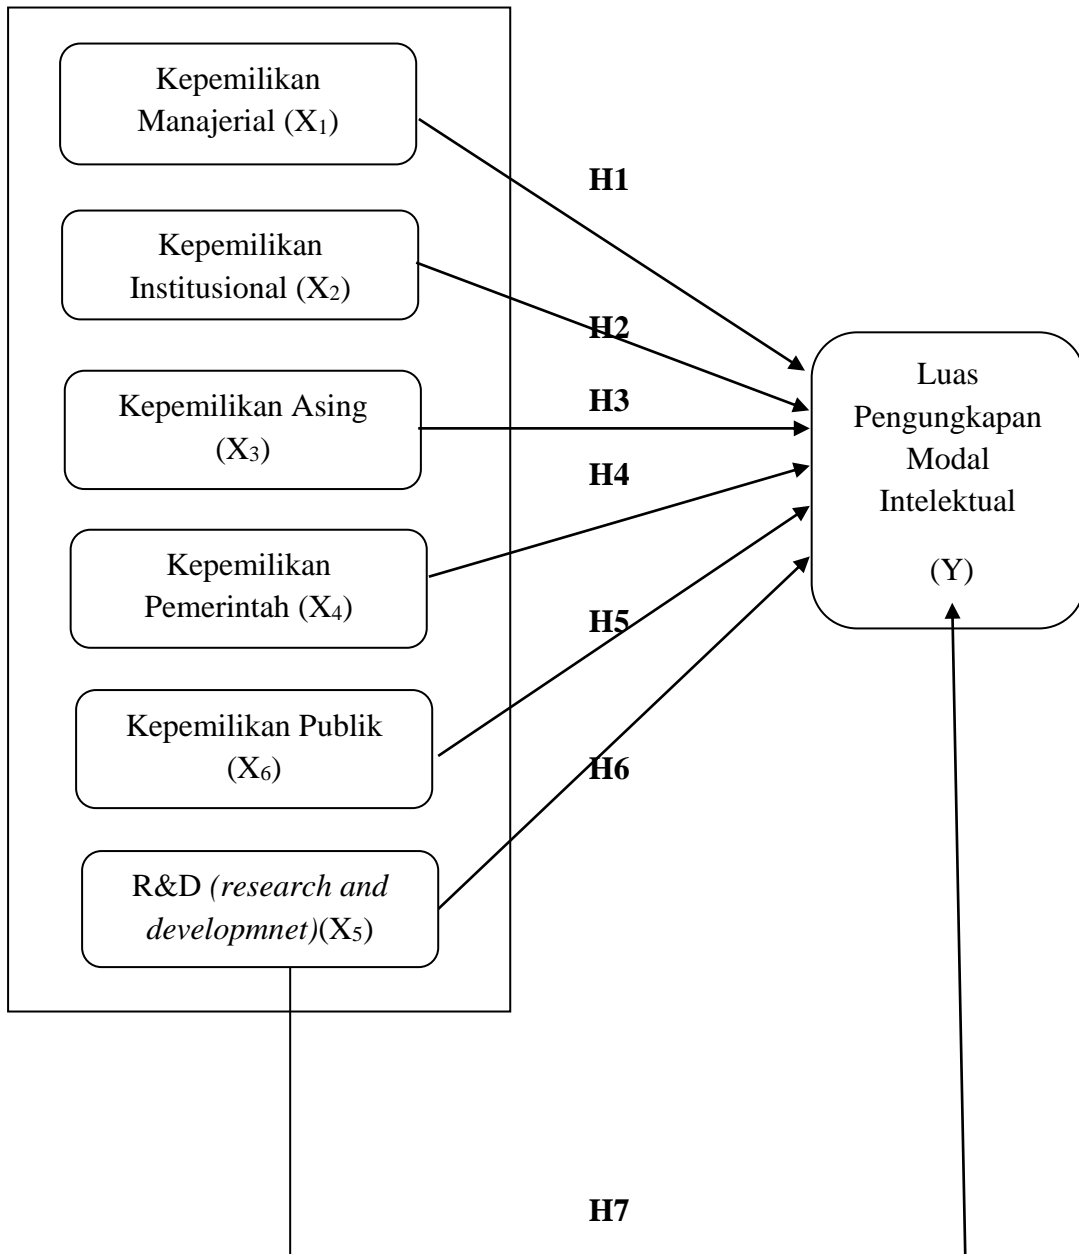 Kepemilikan
Manajerial (X₁)
H1
Kepemilikan
Institusional (X₂)
H2
Kepemilikan Asing
(X₃)
H3
Kepemilikan
Pemerintah (X₄)
H4
Kepemilikan Publik
(X₆)
H5
R&D (research and
developmnet)(X₅)
H6
Luas
Pengungkapan
Modal
Intelektual
(Y)
H7